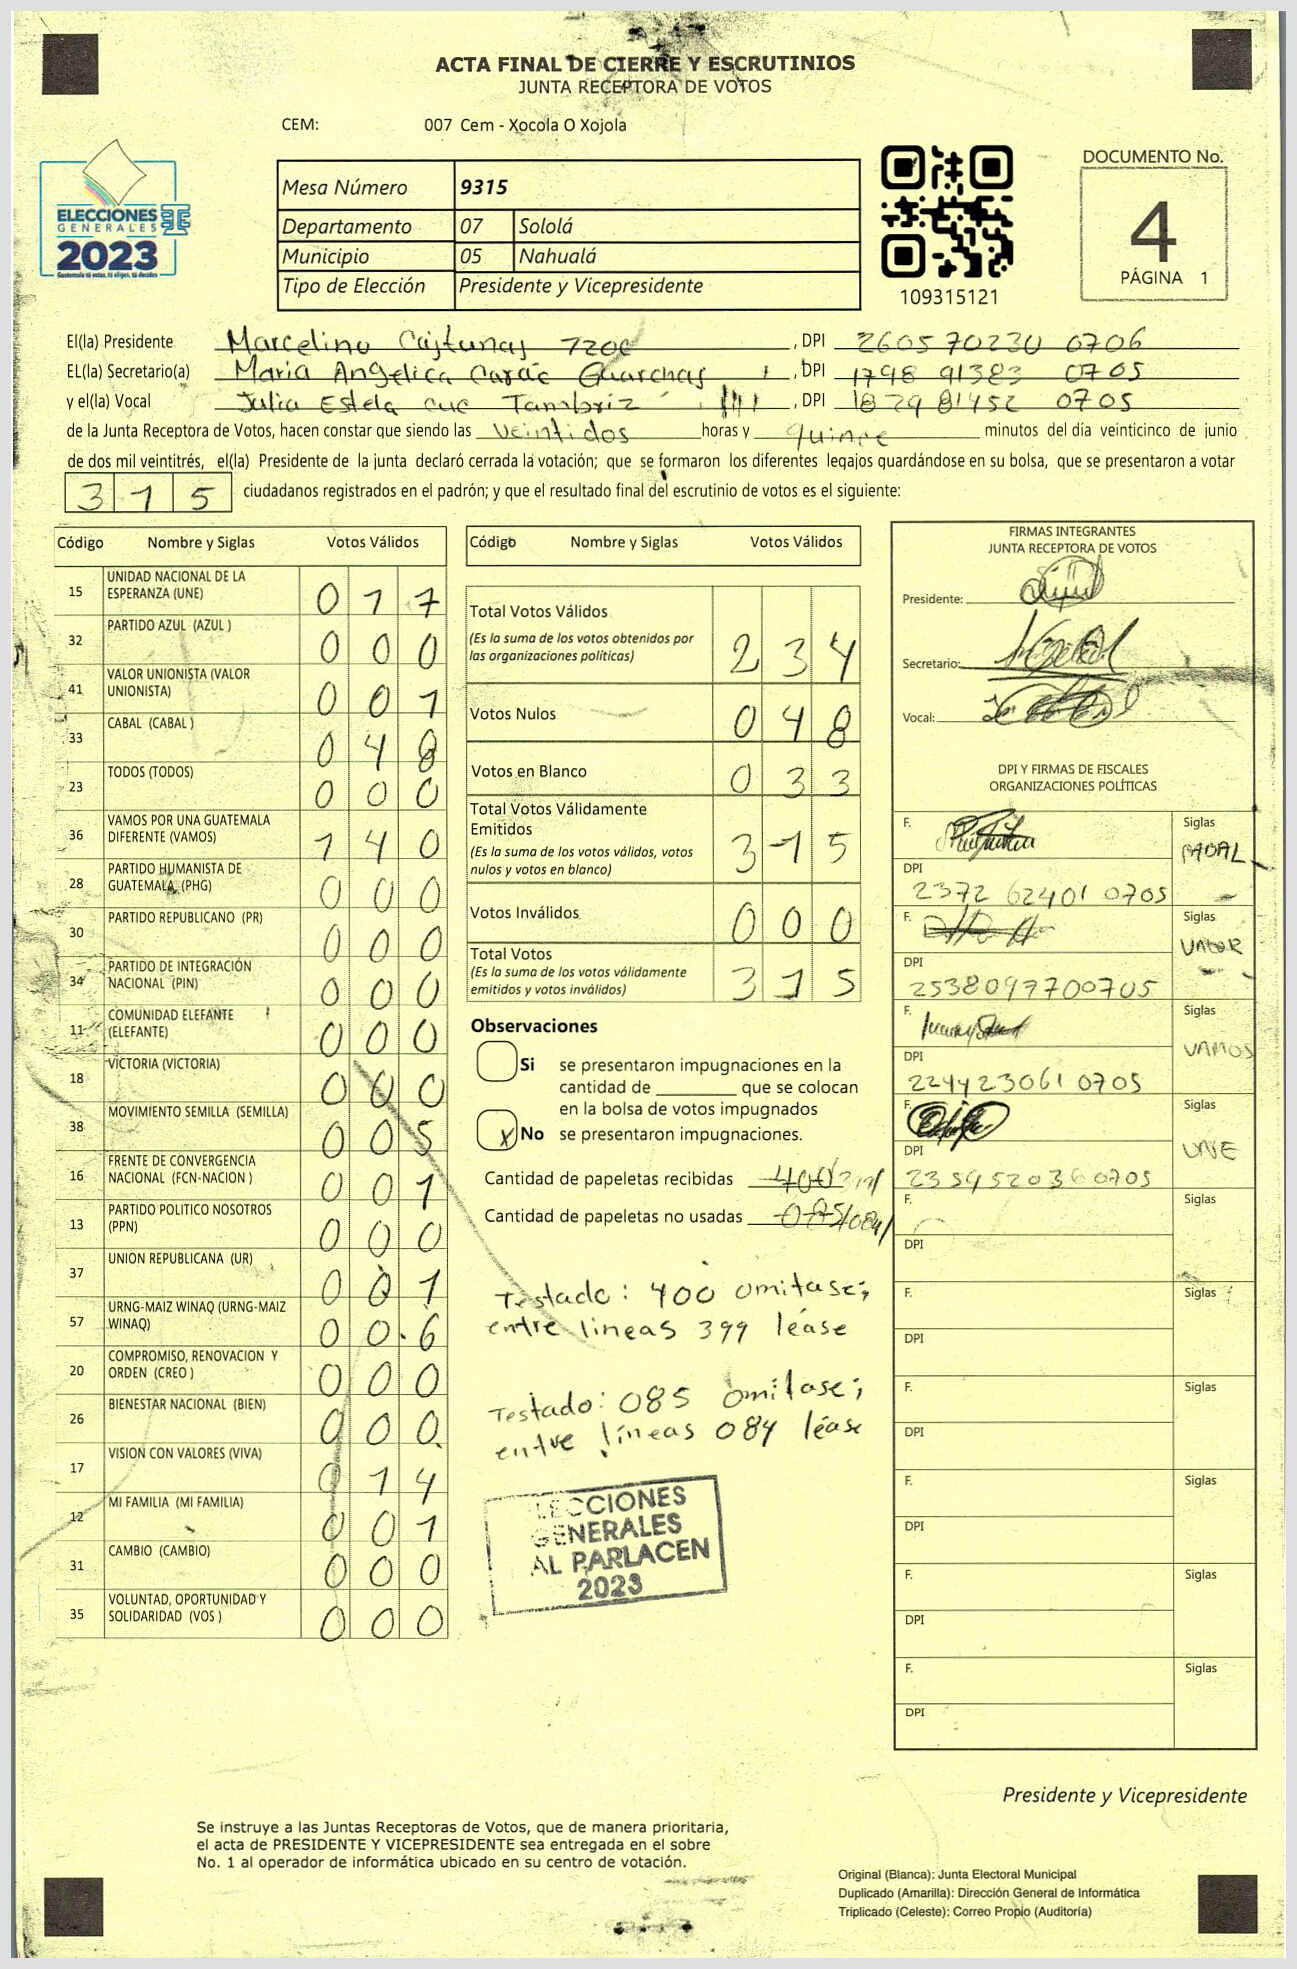 ACTA FINAL DE CIERRE Y ESCRUTINIOS
JUNTA RECEPTORA DE VOTOS
CEM: 007 Cem - Xocola O Xojola
ELECCIONES
GENERALES
2023
Guatemala tú votas, tú eliges, tú decides
Mesa Número 9315
Departamento 07 Sololá
Municipio 05 Nahualá
Tipo de Elección Presidente y Vicepresidente
109315121
DOCUMENTO No.
4
PÁGINA 1
El(la) Presidente Marcelino , DPI 260570230 0706
EL(la) Secretario(a) Maria Angelica Guarchaj , DPI 1798 91383 0705
y el(la) Vocal Julia Estela cuc Tambriz , DPI 1829 81452 0705
de la Junta Receptora de Votos, hacen constar que siendo las veintidos horas y quince minutos del día veinticinco de junio
de dos mil veintitrés, el(la) Presidente de la junta declaró cerrada la votación; que se formaron los diferentes legajos guardándose en su bolsa, que se presentaron a votar
315 ciudadanos registrados en el padrón; y que el resultado final del escrutinio de votos es el siguiente:
Código Nombre y Siglas Votos Válidos
15 UNIDAD NACIONAL DE LA ESPERANZA (UNE) 0 1 7
32 PARTIDO AZUL (AZUL ) 0 0 0
41 VALOR UNIONISTA (VALOR UNIONISTA) 0 0 1
33 CABAL (CABAL ) 0 4 8
23 TODOS (TODOS) 0 0 0
36 VAMOS POR UNA GUATEMALA DIFERENTE (VAMOS) 1 4 0
28 PARTIDO HUMANISTA DE GUATEMALA (PHG) 0 0 0
30 PARTIDO REPUBLICANO (PR) 0 0 0
34 PARTIDO DE INTEGRACIÓN NACIONAL (PIN) 0 0 0
11 COMUNIDAD ELEFANTE (ELEFANTE) 0 0 0
18 VICTORIA (VICTORIA) 0 0 0
38 MOVIMIENTO SEMILLA (SEMILLA) 0 0 5
16 FRENTE DE CONVERGENCIA NACIONAL (FCN-NACION ) 0 0 1
13 PARTIDO POLITICO NOSOTROS (PPN) 0 0 0
37 UNION REPUBLICANA (UR) 0 0 1
57 URNG-MAIZ WINAQ (URNG-MAIZ WINAQ) 0 0 6
20 COMPROMISO, RENOVACION Y ORDEN (CREO ) 0 0 0
26 BIENESTAR NACIONAL (BIEN) 0 0 0
17 VISION CON VALORES (VIVA) 0 1 4
12 MI FAMILIA (MI FAMILIA) 0 0 1
31 CAMBIO (CAMBIO) 0 0 0
35 VOLUNTAD, OPORTUNIDAD Y SOLIDARIDAD (VOS ) 0 0 0
Código Nombre y Siglas Votos Válidos
Total Votos Válidos 2 3 4
(Es la suma de los votos obtenidos por
las organizaciones políticas)
Votos Nulos 0 4 8
Votos en Blanco 0 3 3
Total Votos Válidamente
Emitidos 3 1 5
(Es la suma de los votos válidos, votos
nulos y votos en blanco)
Votos Inválidos 0 0 0
Total Votos 3 1 5
(Es la suma de los votos válidamente
emitidos y votos inválidos)
Observaciones
Si se presentaron impugnaciones en la
cantidad de ________ que se colocan
en la bolsa de votos impugnados
x No se presentaron impugnaciones.
Cantidad de papeletas recibidas 400
Cantidad de papeletas no usadas 085/084/
Testado: 400 omitase;
entre lineas 399 léase
Testado: 085 omitase;
entre líneas 084 léase
ELECCIONES
GENERALES
AL PARLACEN
2023
FIRMAS INTEGRANTES
JUNTA RECEPTORA DE VOTOS
Presidente:
Secretario:
Vocal:
DPI Y FIRMAS DE FISCALES
ORGANIZACIONES POLÍTICAS
F. Siglas
DPI 2372 62401 0705
F. Siglas VALOR
DPI 2538097700705
F. Siglas VAMOS
DPI 2244230610705
F. Siglas UNE
DPI 2359520360705
F. Siglas
DPI
F. Siglas
DPI
F. Siglas
DPI
F. Siglas
DPI
F. Siglas
DPI
F. Siglas
DPI
Presidente y Vicepresidente
Se instruye a las Juntas Receptoras de Votos, que de manera prioritaria,
el acta de PRESIDENTE Y VICEPRESIDENTE sea entregada en el sobre
No. 1 al operador de informática ubicado en su centro de votación.
Original (Blanca): Junta Electoral Municipal
Duplicado (Amarilla): Dirección General de Informática
Triplicado (Celeste): Correo Propio (Auditoría)